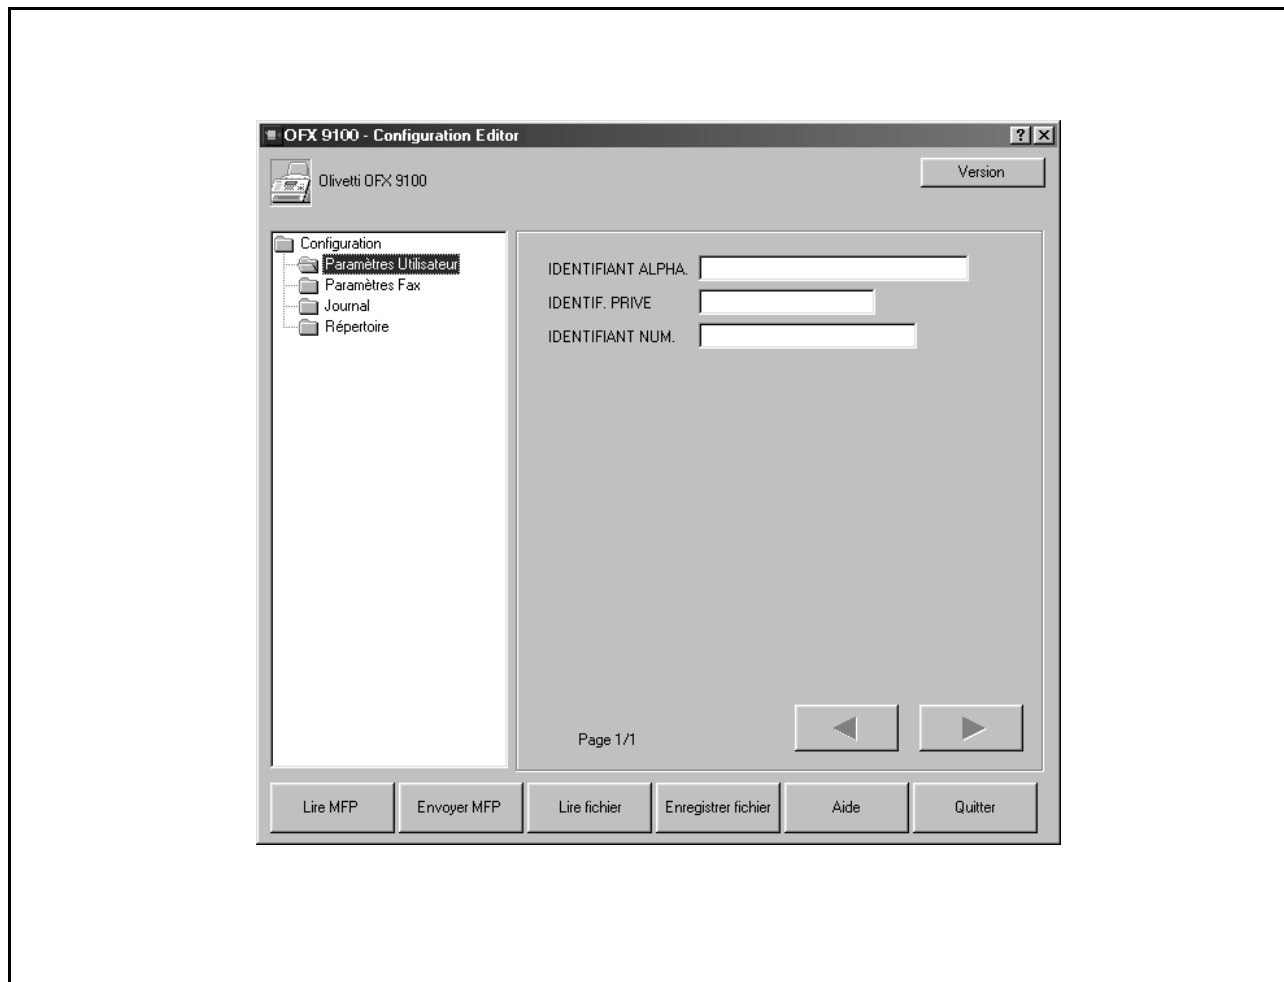 OFX 9100 - Configuration Editor
Olivetti OFX 9100
Version
Configuration
Paramètres Utilisateur
Paramètres Fax
Journal
Répertoire
IDENTIFIANT ALPHA.
IDENTIF. PRIVE
IDENTIFIANT NUM.
Page 1/1
Lire MFP Envoyer MFP Lire fichier Enregistrer fichier Aide Quitter